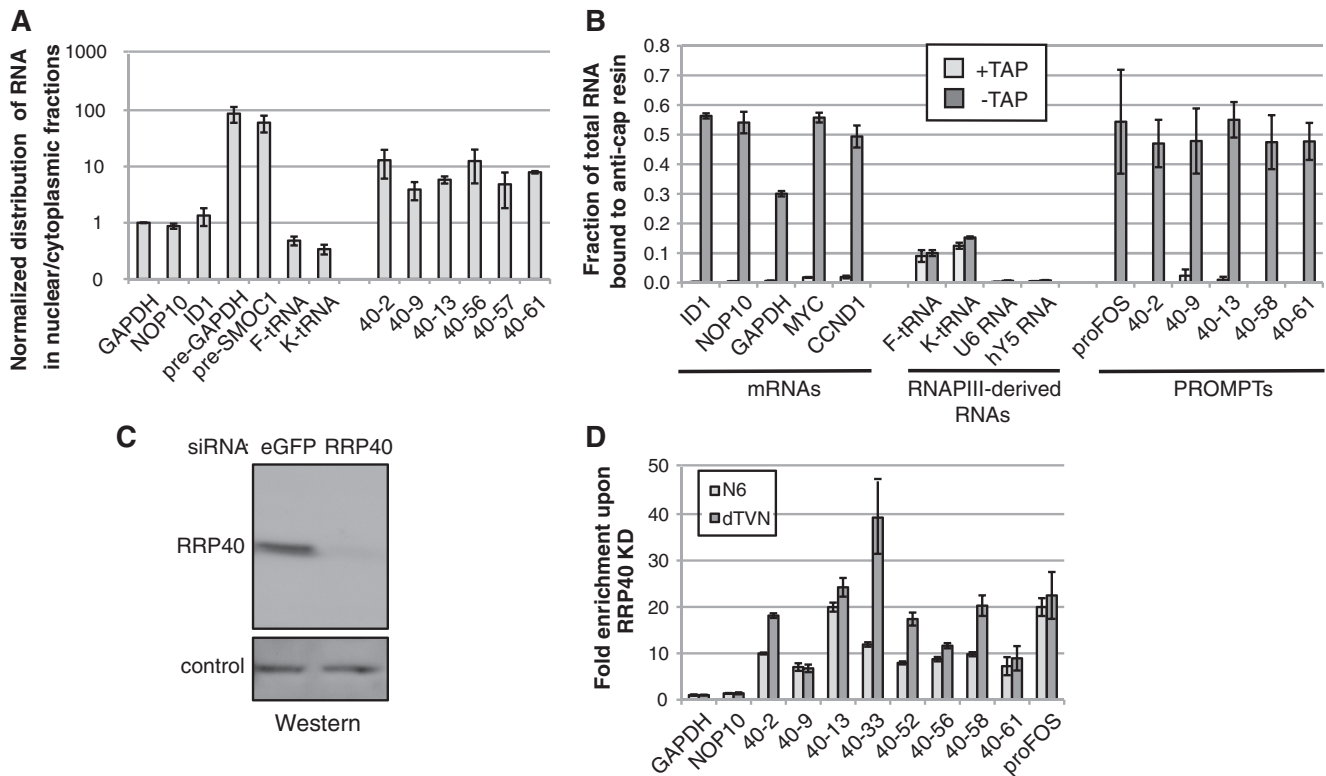 A
Normalized distribution of RNA
in nuclear/cytoplasmic fractions
1000
100
10
1
0
GAPDH
NOP10
ID1
pre-GAPDH
pre-SMOC1
F-tRNA
K-tRNA
40-2
40-9
40-13
40-56
40-57
40-61
B
Fraction of total RNA
bound to anti-cap resin
0.8
0.7
0.6
0.5
0.4
0.3
0.2
0.1
0.0
+TAP
-TAP
ID1
NOP10
GAPDH
MYC
CCND1
F-tRNA
K-tRNA
U6 RNA
hY5 RNA
proFOS
40-2
40-9
40-13
40-58
40-61
mRNAs
RNAPIII-derived
RNAs
PROMPTs
C
siRNA: eGFP RRP40
RRP40
control
Western
D
Fold enrichment upon
RRP40 KD
50
40
30
20
10
0
N6
dTVN
GAPDH
NOP10
40-2
40-9
40-13
40-33
40-52
40-56
40-58
40-61
proFOS